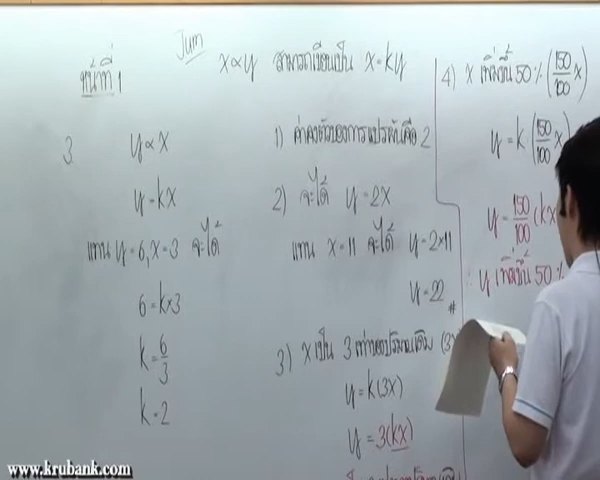 หน้าที่ 1
Jum
x ∝ y สามารถเขียนเป็น x = ky
3. y ∝ x
y = kx
แทน y = 6, x = 3 จะได้
6 = k×3
k = 6/3
k = 2
1) ค่าคงตัวของการแปรผันคือ 2
2) จะได้ y = 2x
แทน x = 11 จะได้ y = 2×11
y = 22 #
3) x เป็น 3 เท่าของปริมาณเดิม (3
y = k(3x)
y = 3(kx)
4) x เพิ่มขึ้น 50% (150/100 x)
y = k(150/100 x)
y = 150/100 (kx
∴ y เพิ่มขึ้น 50%
www.krubank.com